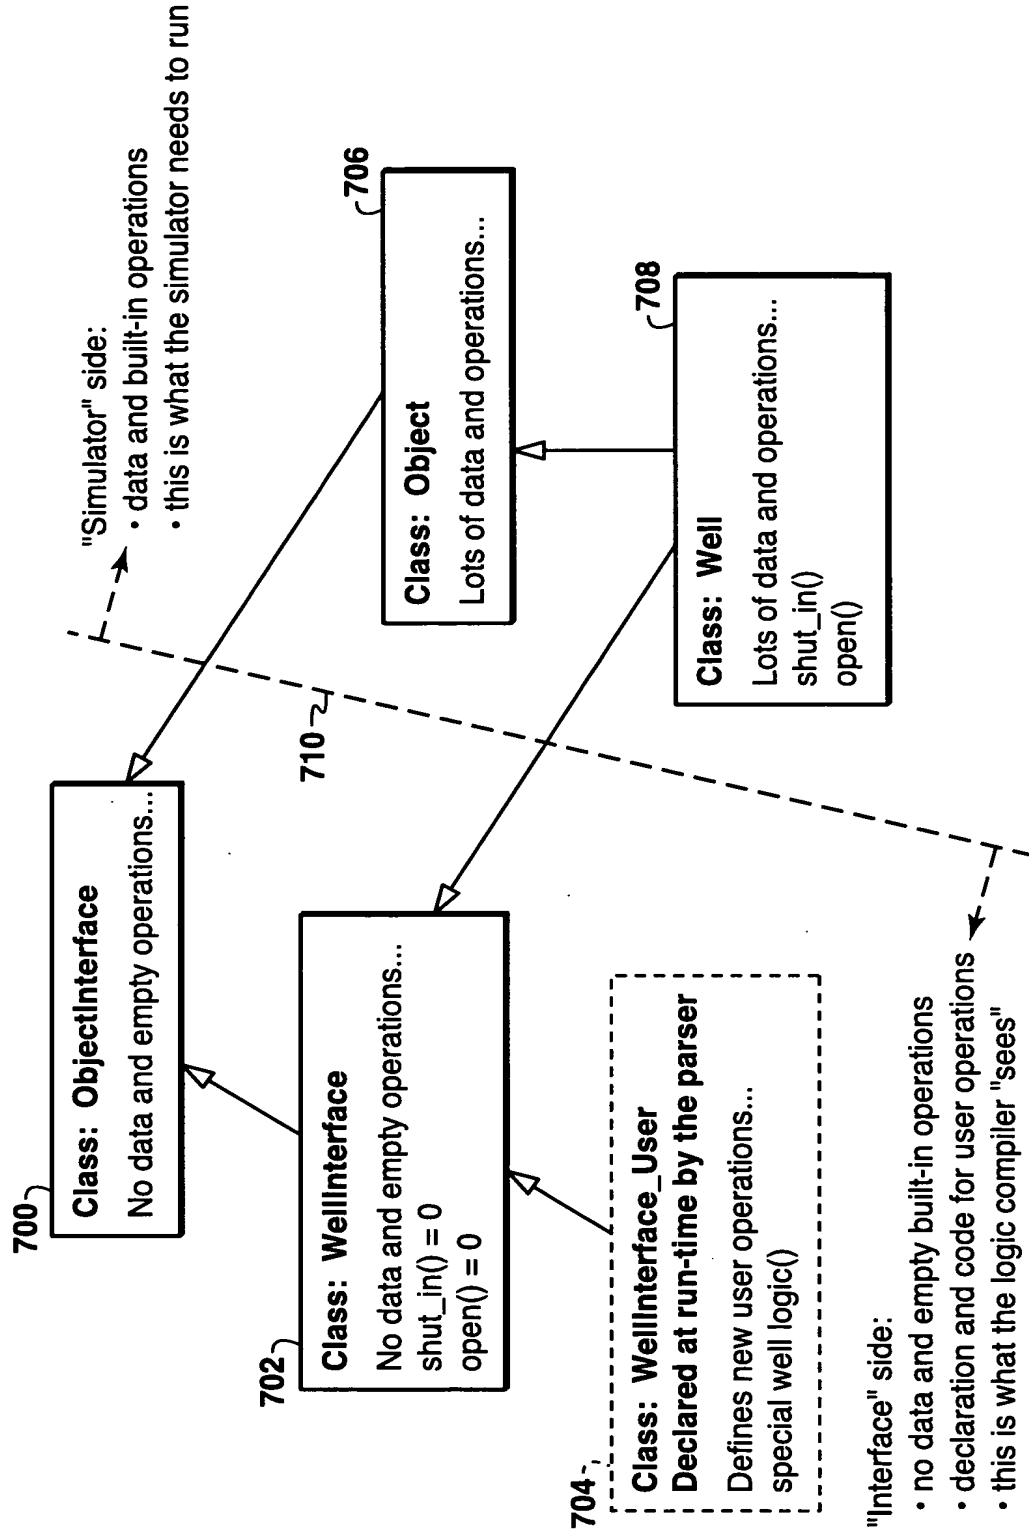 700
Class: ObjectInterface
No data and empty operations...
"Simulator" side:
• data and built-in operations
• this is what the simulator needs to run
710
702
Class: WellInterface
No data and empty operations...
shut_in() = 0
open() = 0
706
Class: Object
Lots of data and operations...
704
Class: WellInterface_User
Declared at run-time by the parser
Defines new user operations...
special well logic()
708
Class: Well
Lots of data and operations...
shut_in()
open()
"Interface" side:
• no data and empty built-in operations
• declaration and code for user operations
• this is what the logic compiler "sees"